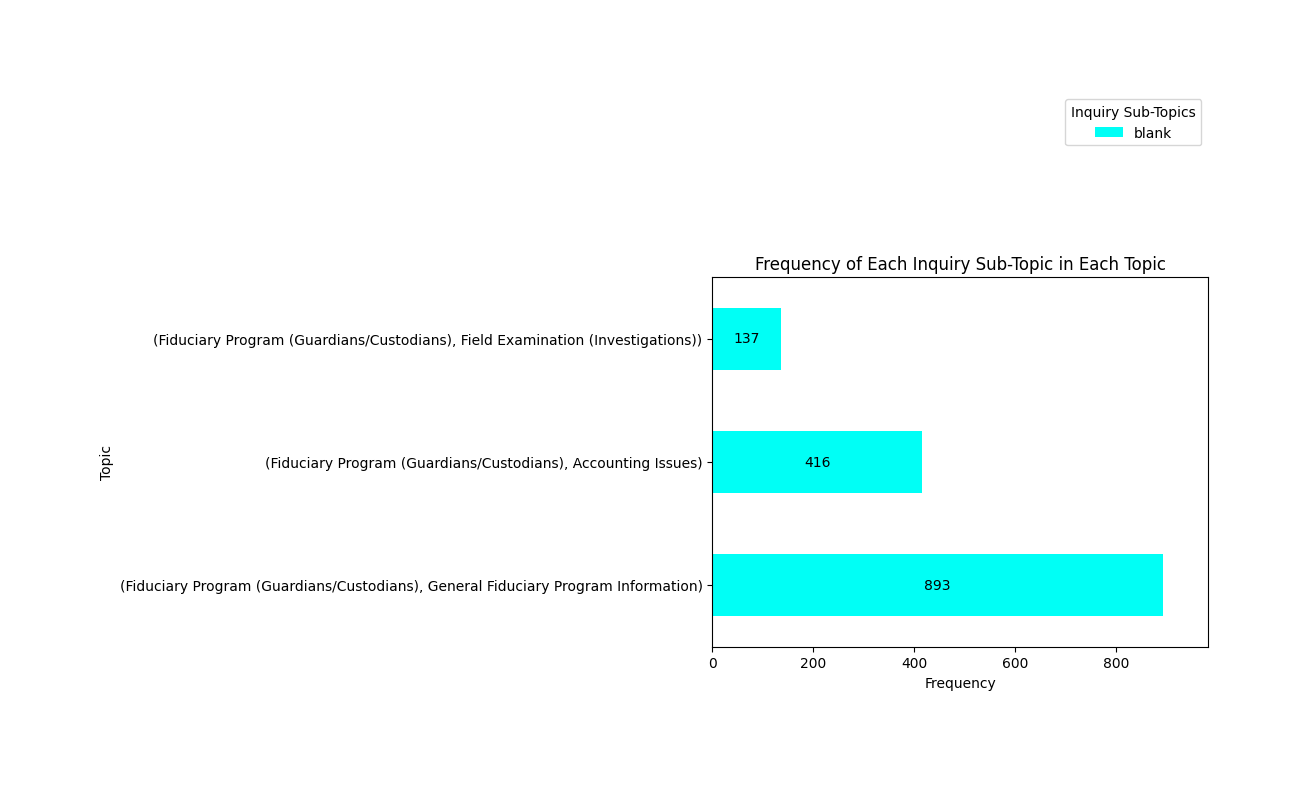 Inquiry Sub-Topics
blank
Frequency of Each Inquiry Sub-Topic in Each Topic
(Fiduciary Program (Guardians/Custodians), Field Examination (Investigations))
137
(Fiduciary Program (Guardians/Custodians), Accounting Issues)
416
(Fiduciary Program (Guardians/Custodians), General Fiduciary Program Information)
893
Topic
0 200 400 600 800
Frequency